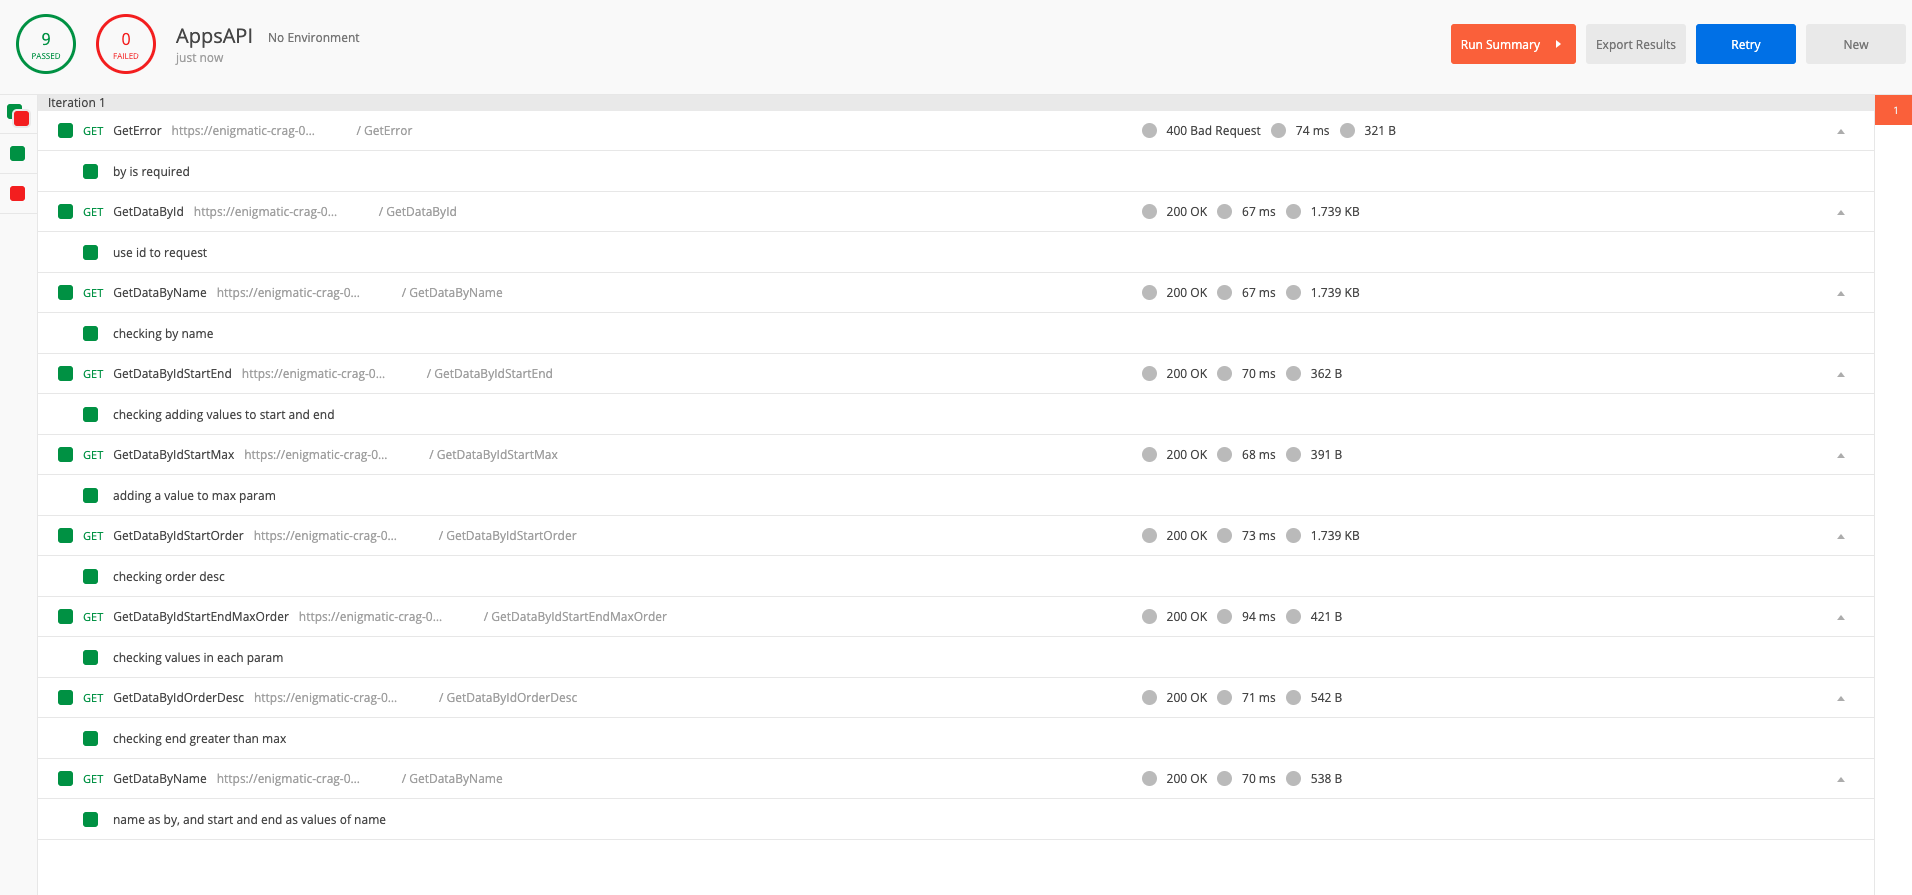 9
PASSED
0
FAILED
AppsAPI No Environment
just now
Run Summary
Export Results
Retry
New
Iteration 1
1
GET GetError https://enigmatic-crag-0... / GetError 400 Bad Request 74 ms 321 B
by is required
GET GetDataById https://enigmatic-crag-0... / GetDataById 200 OK 67 ms 1.739 KB
use id to request
GET GetDataByName https://enigmatic-crag-0... / GetDataByName 200 OK 67 ms 1.739 KB
checking by name
GET GetDataByIdStartEnd https://enigmatic-crag-0... / GetDataByIdStartEnd 200 OK 70 ms 362 B
checking adding values to start and end
GET GetDataByIdStartMax https://enigmatic-crag-0... / GetDataByIdStartMax 200 OK 68 ms 391 B
adding a value to max param
GET GetDataByIdStartOrder https://enigmatic-crag-0... / GetDataByIdStartOrder 200 OK 73 ms 1.739 KB
checking order desc
GET GetDataByIdStartEndMaxOrder https://enigmatic-crag-0... / GetDataByIdStartEndMaxOrder 200 OK 94 ms 421 B
checking values in each param
GET GetDataByIdOrderDesc https://enigmatic-crag-0... / GetDataByIdOrderDesc 200 OK 71 ms 542 B
checking end greater than max
GET GetDataByName https://enigmatic-crag-0... / GetDataByName 200 OK 70 ms 538 B
name as by, and start and end as values of name